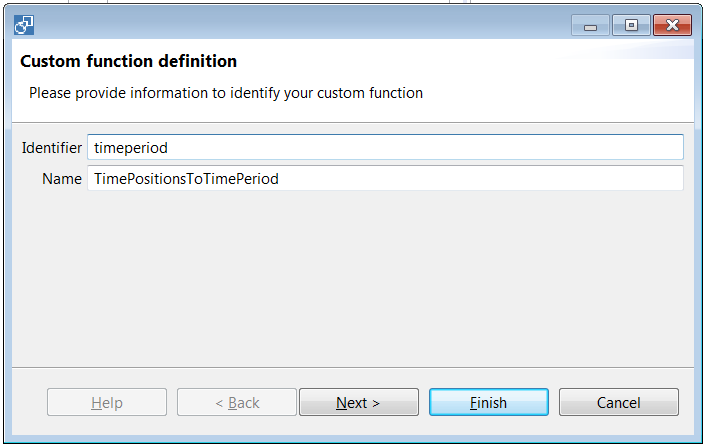 Custom function definition
Please provide information to identify your custom function
Identifier timeperiod
Name TimePositionsToTimePeriod
Help < Back Next > Finish Cancel